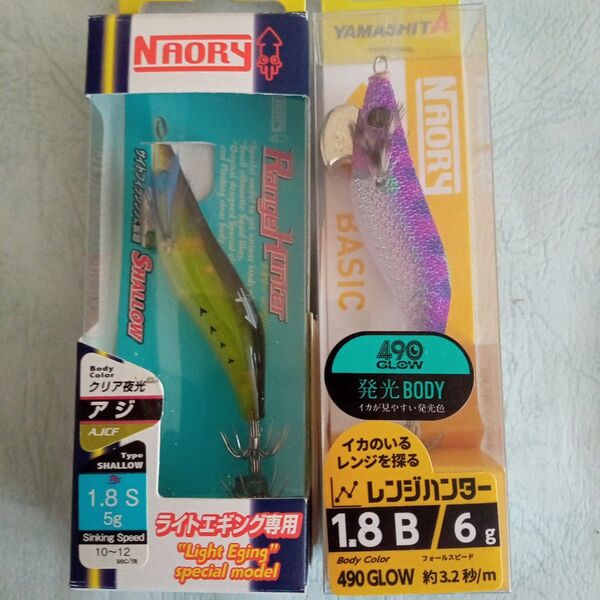 NAORY
RangeHunter
SHALLOW
Body Color
クリア夜光
アジ
AJCF
Type
SHALLOW
1.8 S
5g
Sinking Speed
10～12
sec/m
ライトエギング専用
"Light Eging"
special model
YAMASHITA
NAORY
BASIC
490
GLOW
発光BODY
イカが見やすい発光色
イカのいる
レンジを探る
レンジハンター
1.8 B / 6g
Body Color
490 GLOW
フォールスピード
約3.2秒/m